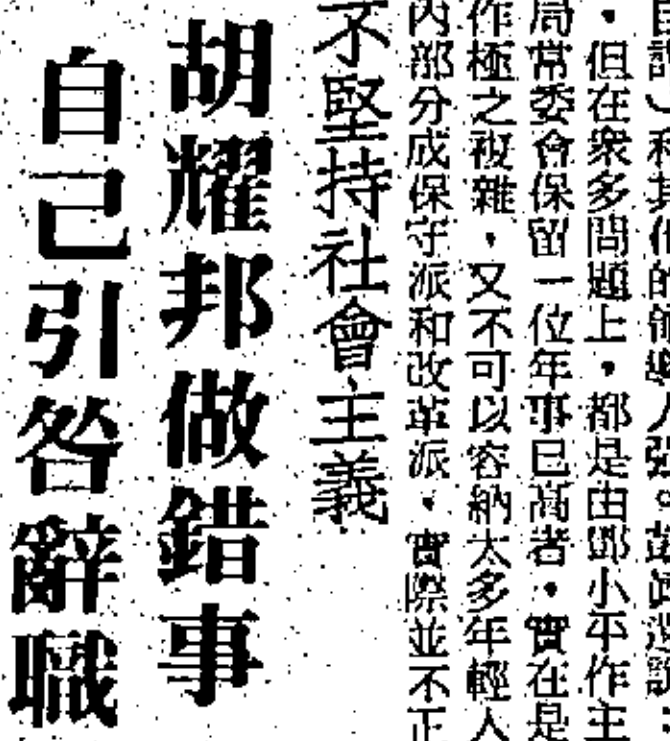 ，但在衆多問題上，都是由鄧小平作主
局常委會保留一位年事已高者，實在是
作極之複雜，又不可以容納太多年輕人
內部分成保守派和改革派，實際並不正
不堅持社會主義
胡耀邦做錯事
自己引咎辭職